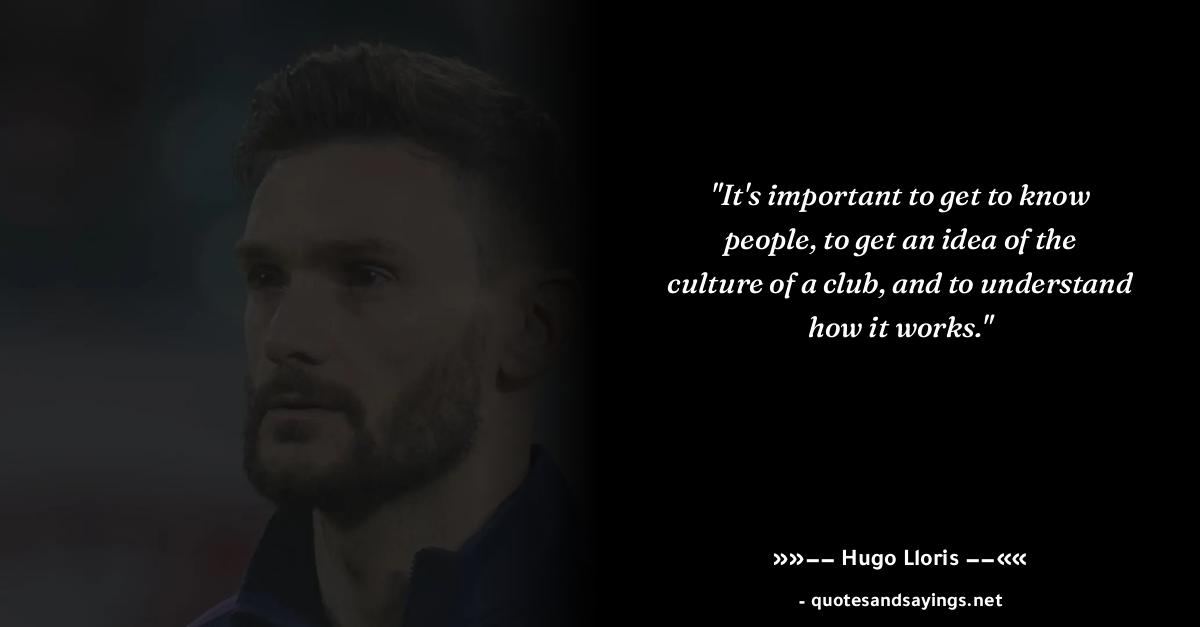 "It's important to get to know
people, to get an idea of the
culture of a club, and to understand
how it works."
»»–– Hugo Lloris ––««
- quotesandsayings.net